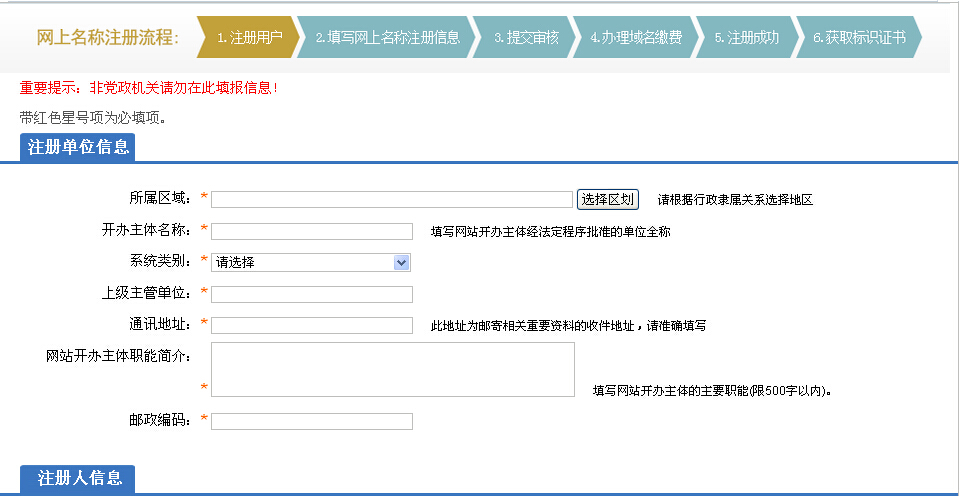 网上名称注册流程： 1.注册用户 2.填写网上名称注册信息 3.提交审核 4.办理域名缴费 5.注册成功 6.获取标识证书
重要提示：非党政机关请勿在此填报信息！
带红色星号项为必填项。
注册单位信息
所属区域： * 选择区划 请根据行政隶属关系选择地区
开办主体名称： * 填写网站开办主体经法定程序批准的单位全称
系统类别： * 请选择
上级主管单位： *
通讯地址： * 此地址为邮寄相关重要资料的收件地址，请准确填写
网站开办主体职能简介：
* 填写网站开办主体的主要职能(限500字以内)。
邮政编码： *
注册人信息